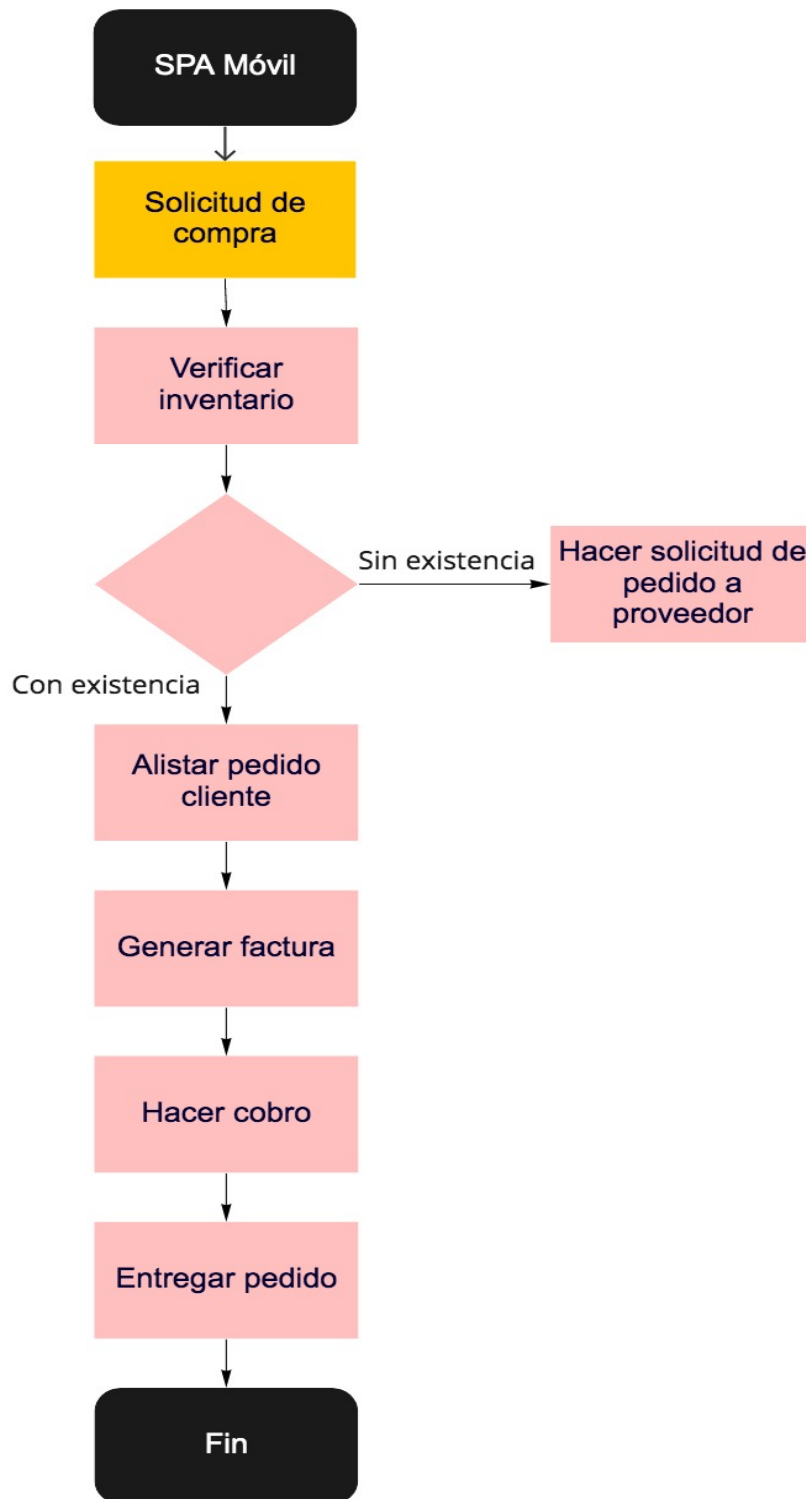 SPA Móvil
Solicitud de
compra
Verificar
inventario
Sin existencia
Hacer solicitud de
pedido a
proveedor
Con existencia
Alistar pedido
cliente
Generar factura
Hacer cobro
Entregar pedido
Fin